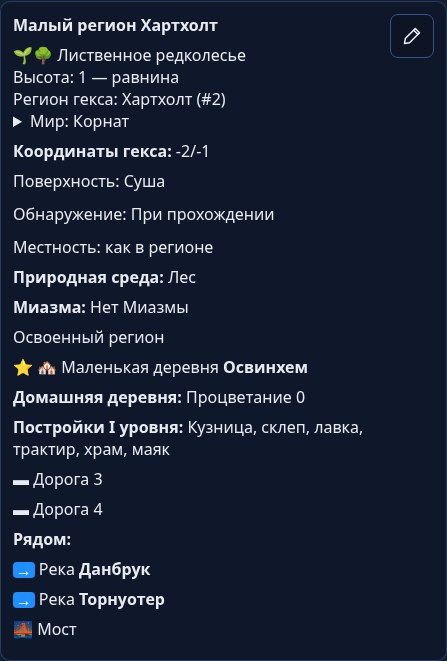 Малый регион Хартхолт
🌱🌳 Лиственное редколесье
Высота: 1 — равнина
Регион гекса: Хартхолт (#2)
▶ Мир: Корнат
Координаты гекса: -2/-1
Поверхность: Суша
Обнаружение: При прохождении
Местность: как в регионе
Природная среда: Лес
Миазма: Нет Миазмы
Освоенный регион
⭐ 🏘️ Маленькая деревня Освинхем
Домашняя деревня: Процветание 0
Постройки I уровня: Кузница, склеп, лавка,
трактир, храм, маяк
▬ Дорога 3
▬ Дорога 4
Рядом:
➡️ Река Данбрук
➡️ Река Торнуотер
🌉 Мост